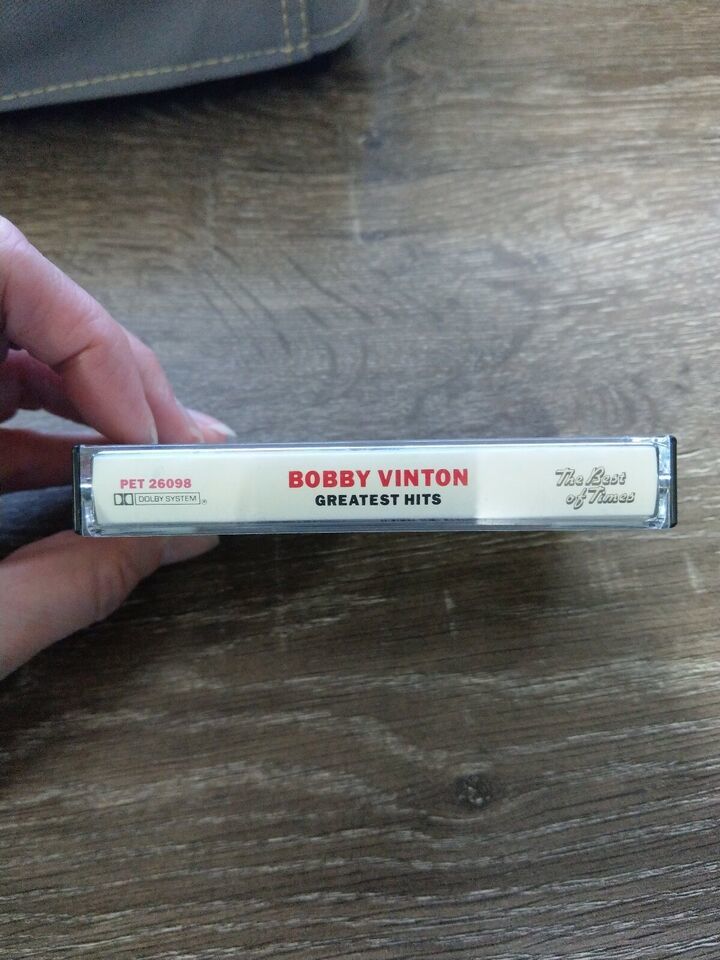 PET 26098
DOLBY SYSTEM ®
BOBBY VINTON
GREATEST HITS
The Best
of Times